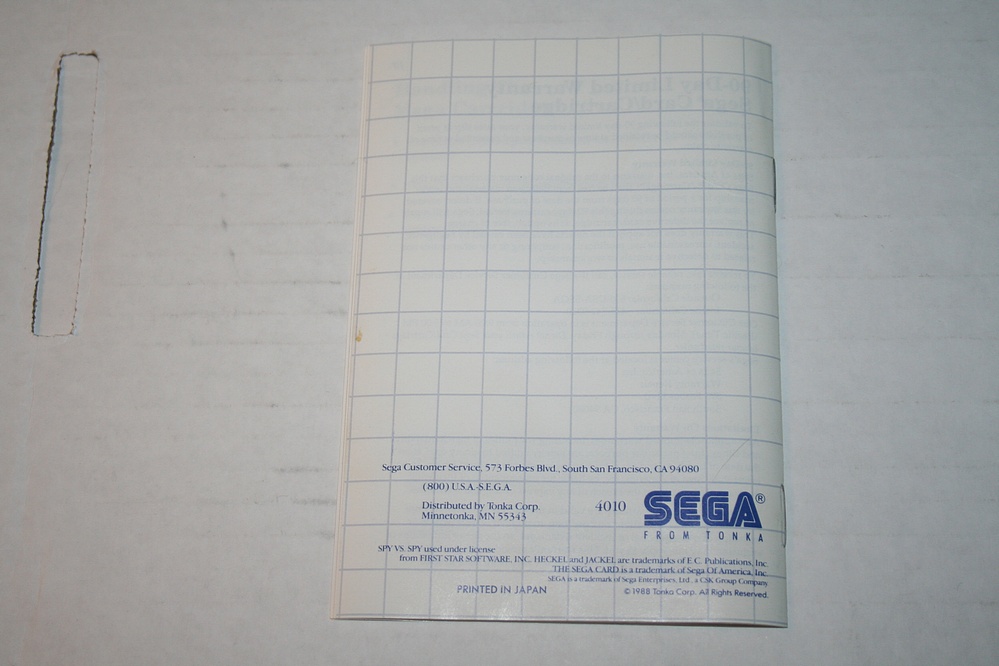 Sega Customer Service, 573 Forbes Blvd., South San Francisco, CA 94080
(800) U.S.A.-S.E.G.A.
Distributed by Tonka Corp.
Minnetonka, MN 55343
4010
SEGA®
FROM TONKA
SPY VS. SPY used under license
from FIRST STAR SOFTWARE, INC. HECKEL and JACKEL are trademarks of E.C. Publications, Inc.
THE SEGA CARD is a trademark of Sega Of America, Inc.
SEGA is a trademark of Sega Enterprises, Ltd., a CSK Group Company
PRINTED IN JAPAN
© 1988 Tonka Corp. All Rights Reserved.